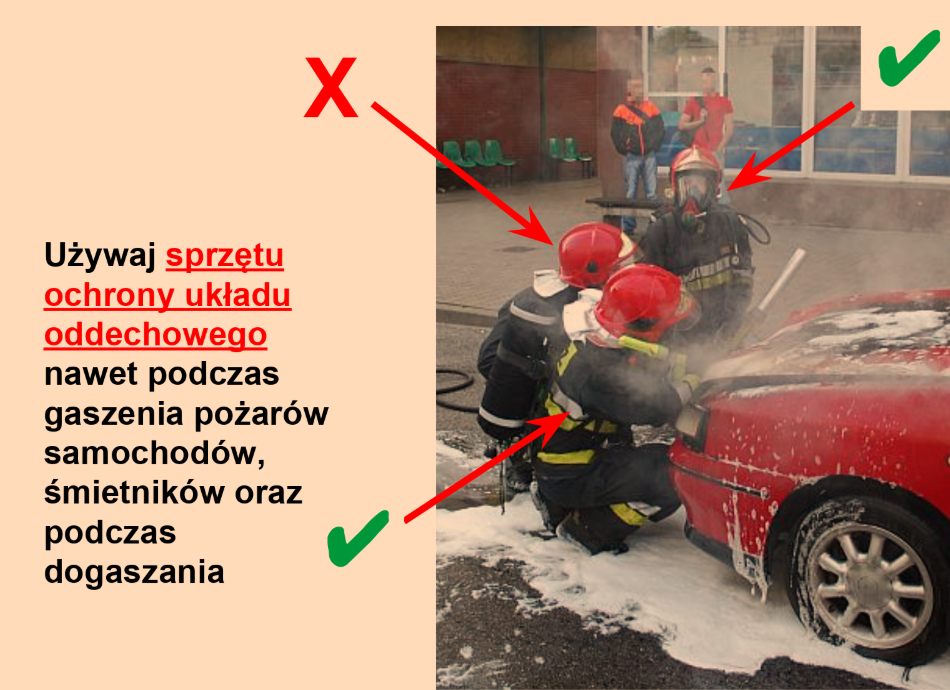 X
Używaj sprzętu
ochrony układu
oddechowego
nawet podczas
gaszenia pożarów
samochodów,
śmietników oraz
podczas
dogaszania